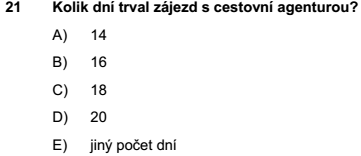 21 Kolik dní trval zájezd s cestovní agenturou?
A) 14
B) 16
C) 18
D) 20
E) jiný počet dní